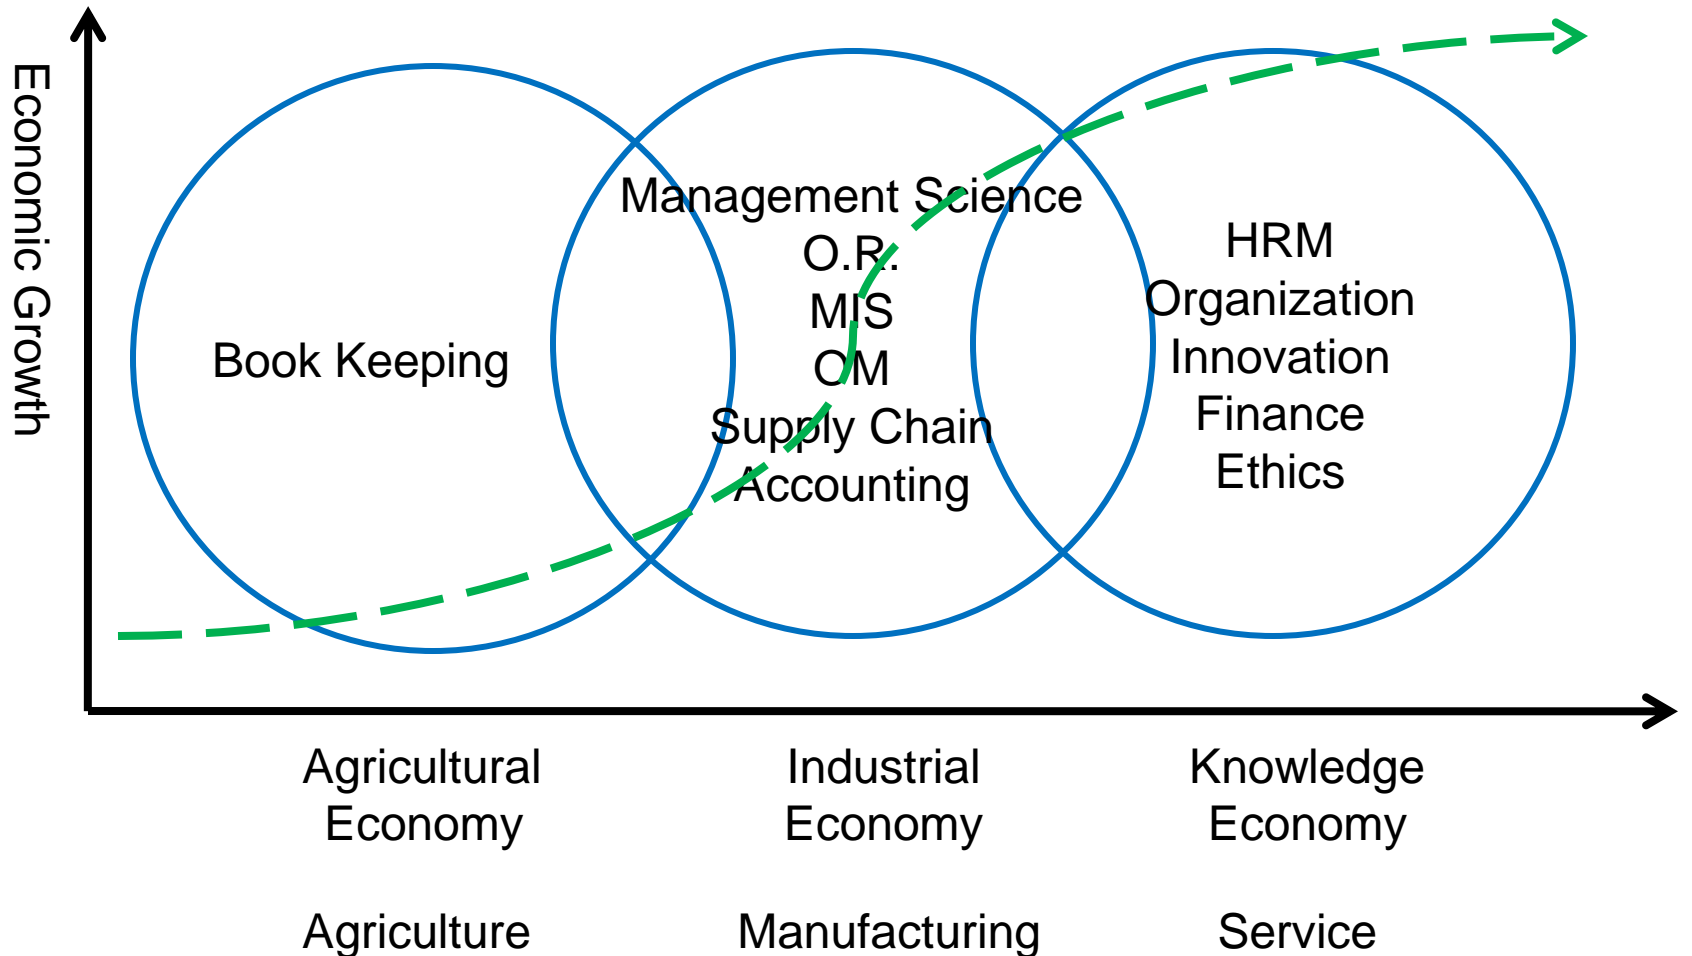 Economic Growth
Book Keeping
Management Science
O.R.
MIS
OM
Supply Chain
Accounting
HRM
Organization
Innovation
Finance
Ethics
Agricultural
Economy
Industrial
Economy
Knowledge
Economy
Agriculture
Manufacturing
Service